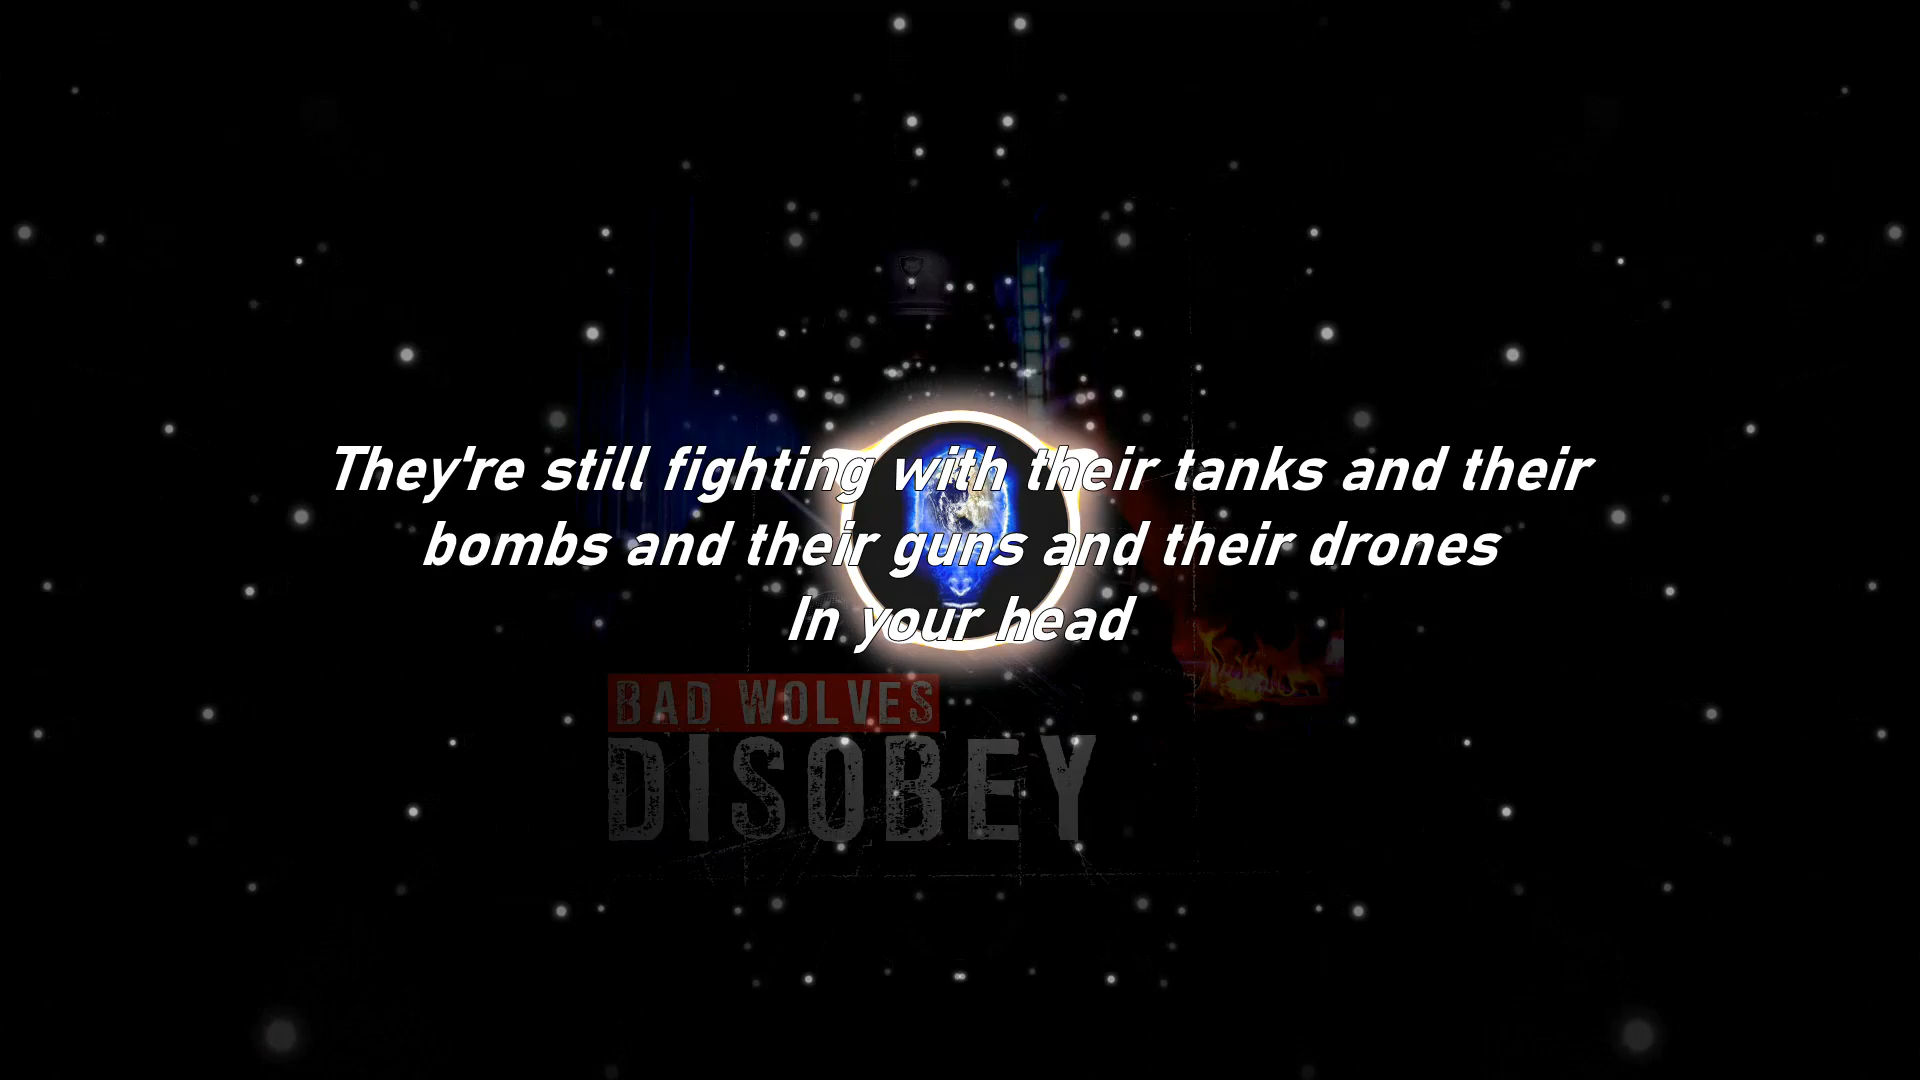 They're still fighting with their tanks and their
bombs and their guns and their drones
In your head
BAD WOLVES
DISOBEY